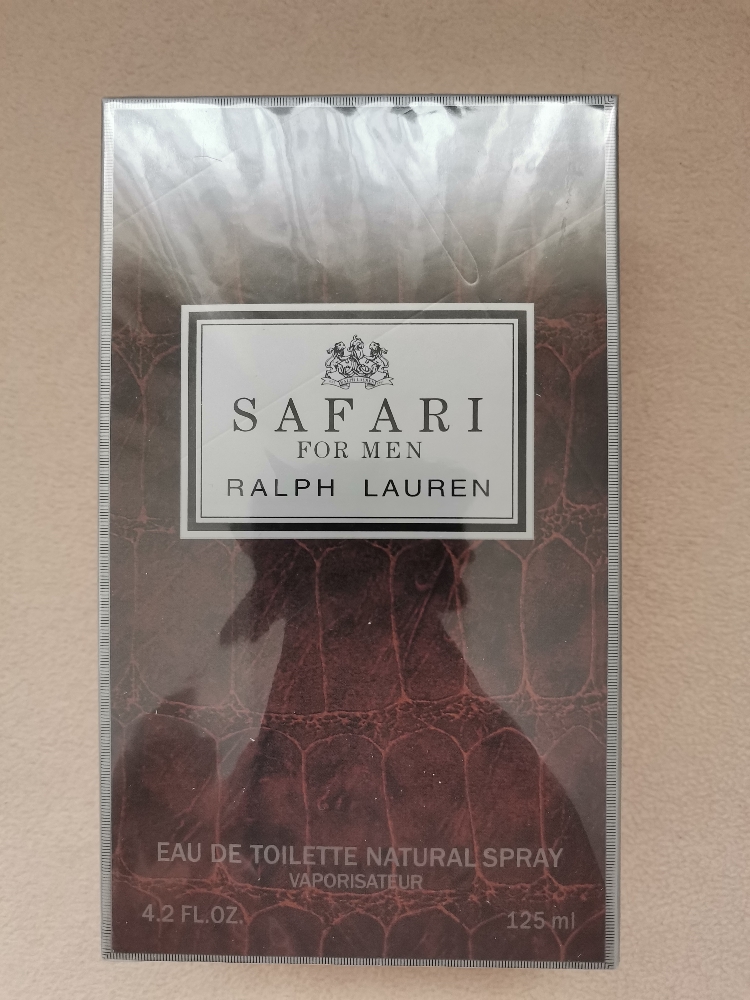 SAFARI
FOR MEN
RALPH LAUREN
EAU DE TOILETTE NATURAL SPRAY
VAPORISATEUR
4.2 FL.OZ. 125 ml